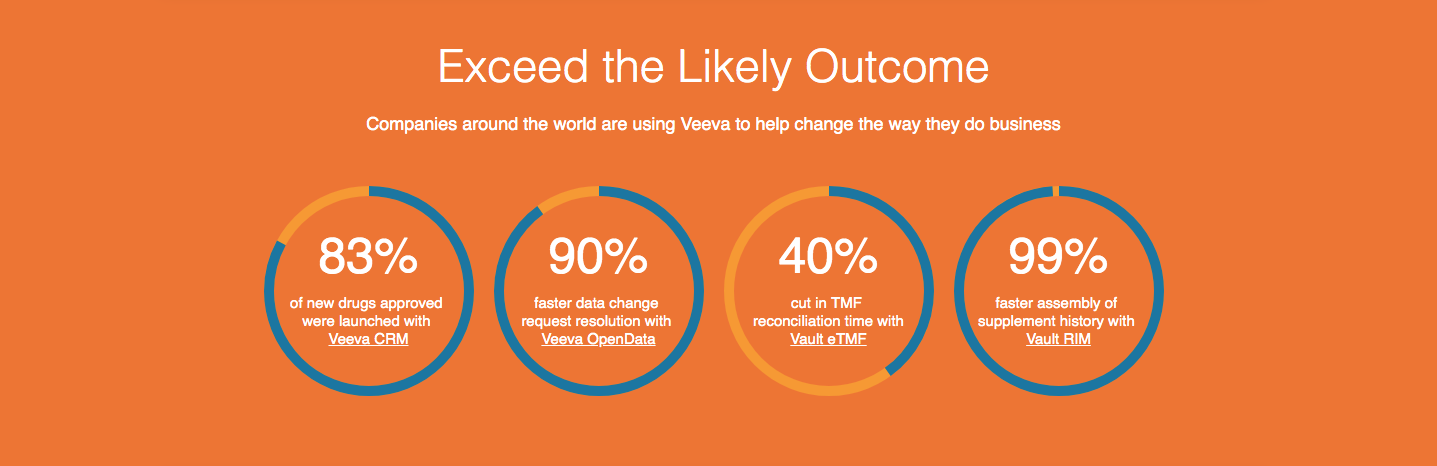 Exceed the Likely Outcome
Companies around the world are using Veeva to help change the way they do business
83%
of new drugs approved
were launched with
Veeva CRM
90%
faster data change
request resolution with
Veeva OpenData
40%
cut in TMF
reconciliation time with
Vault eTMF
99%
faster assembly of
supplement history with
Vault RIM